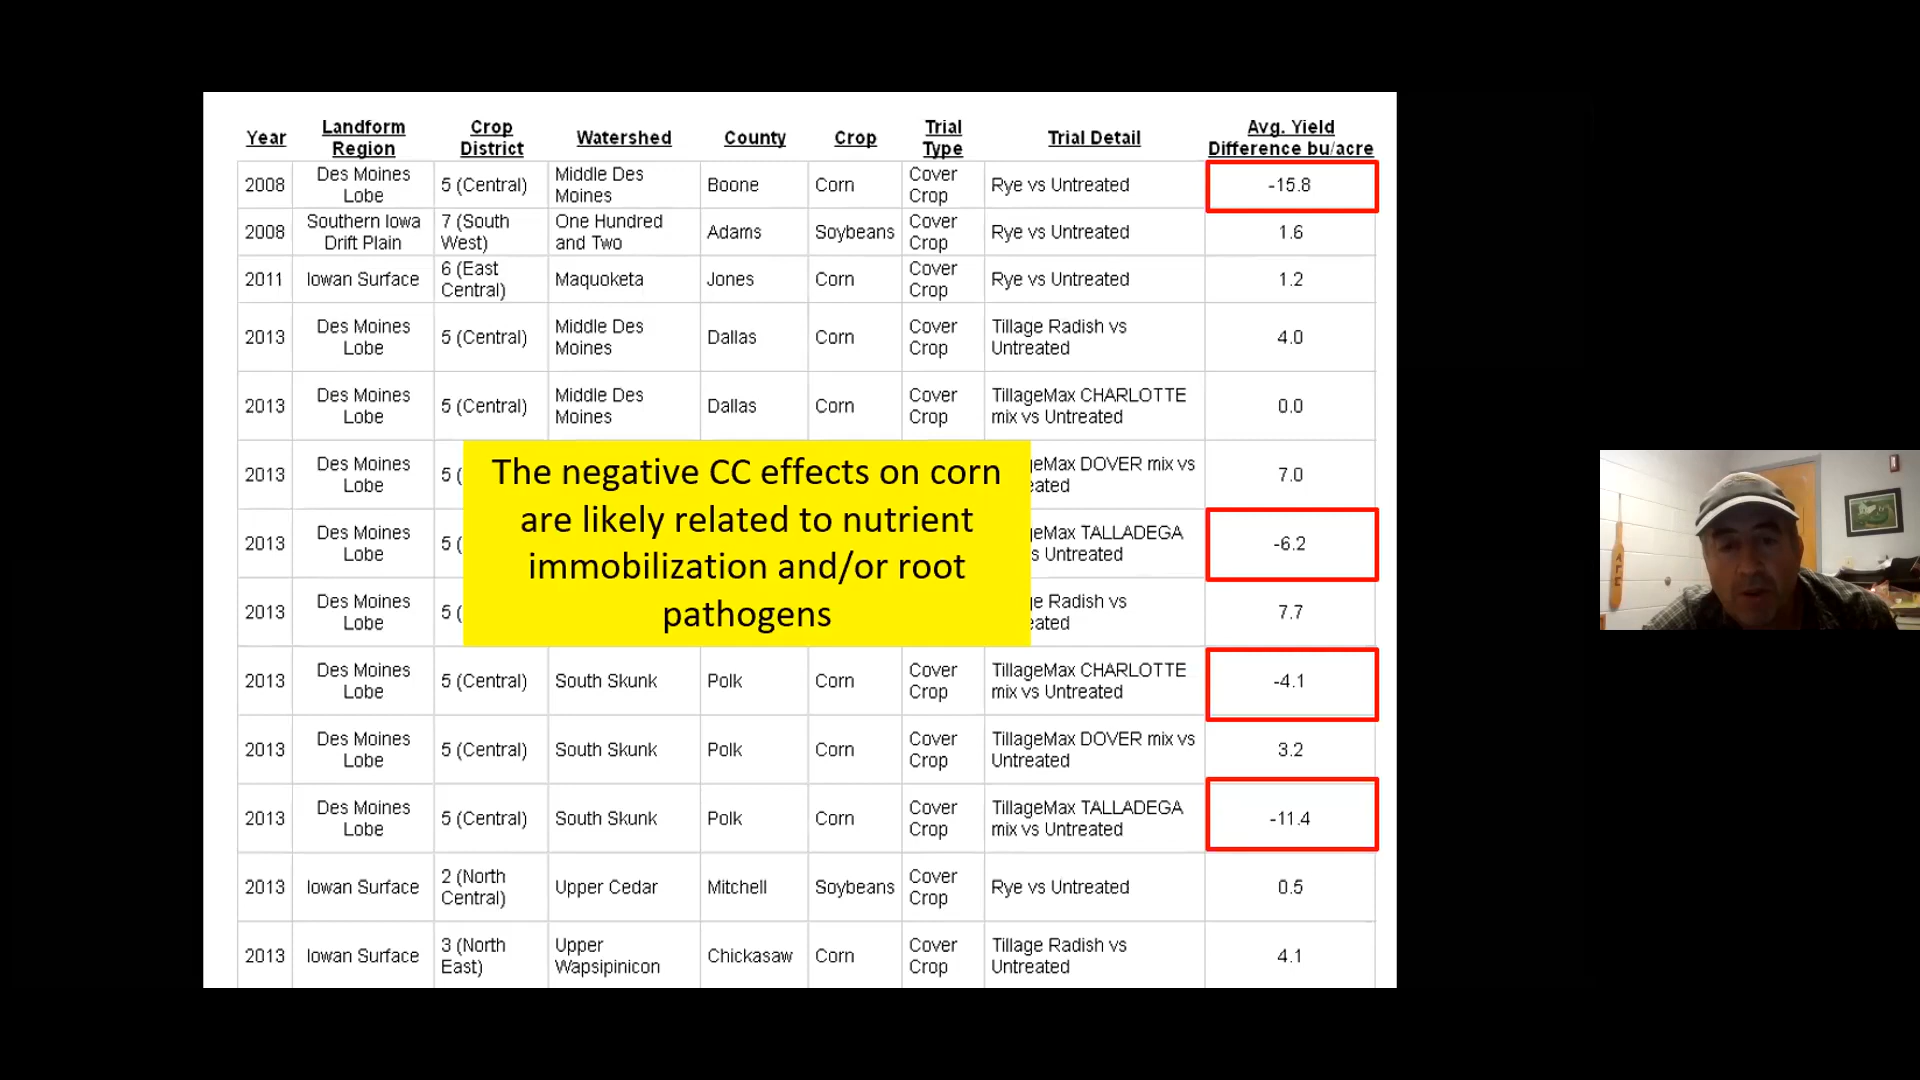 Year Landform Region Crop District Watershed County Crop Trial Type Trial Detail Avg. Yield Difference bu/acre
2008 Des Moines Lobe 5 (Central) Middle Des Moines Boone Corn Cover Crop Rye vs Untreated -15.8
2008 Southern Iowa Drift Plain 7 (South West) One Hundred and Two Adams Soybeans Cover Crop Rye vs Untreated 1.6
2011 Iowan Surface 6 (East Central) Maquoketa Jones Corn Cover Crop Rye vs Untreated 1.2
2013 Des Moines Lobe 5 (Central) Middle Des Moines Dallas Corn Cover Crop Tillage Radish vs Untreated 4.0
2013 Des Moines Lobe 5 (Central) Middle Des Moines Dallas Corn Cover Crop TillageMax CHARLOTTE mix vs Untreated 0.0
2013 Des Moines Lobe 5 ( DOVER mix vs 7.0
2013 Des Moines Lobe 5 ( TALLADEGA Untreated -6.2
2013 Des Moines Lobe 5 ( Radish vs 7.7
The negative CC effects on corn
are likely related to nutrient
immobilization and/or root
pathogens
2013 Des Moines Lobe 5 (Central) South Skunk Polk Corn Cover Crop TillageMax CHARLOTTE mix vs Untreated -4.1
2013 Des Moines Lobe 5 (Central) South Skunk Polk Corn Cover Crop TillageMax DOVER mix vs Untreated 3.2
2013 Des Moines Lobe 5 (Central) South Skunk Polk Corn Cover Crop TillageMax TALLADEGA mix vs Untreated -11.4
2013 Iowan Surface 2 (North Central) Upper Cedar Mitchell Soybeans Cover Crop Rye vs Untreated 0.5
2013 Iowan Surface 3 (North East) Upper Wapsipinicon Chickasaw Corn Cover Crop Tillage Radish vs Untreated 4.1